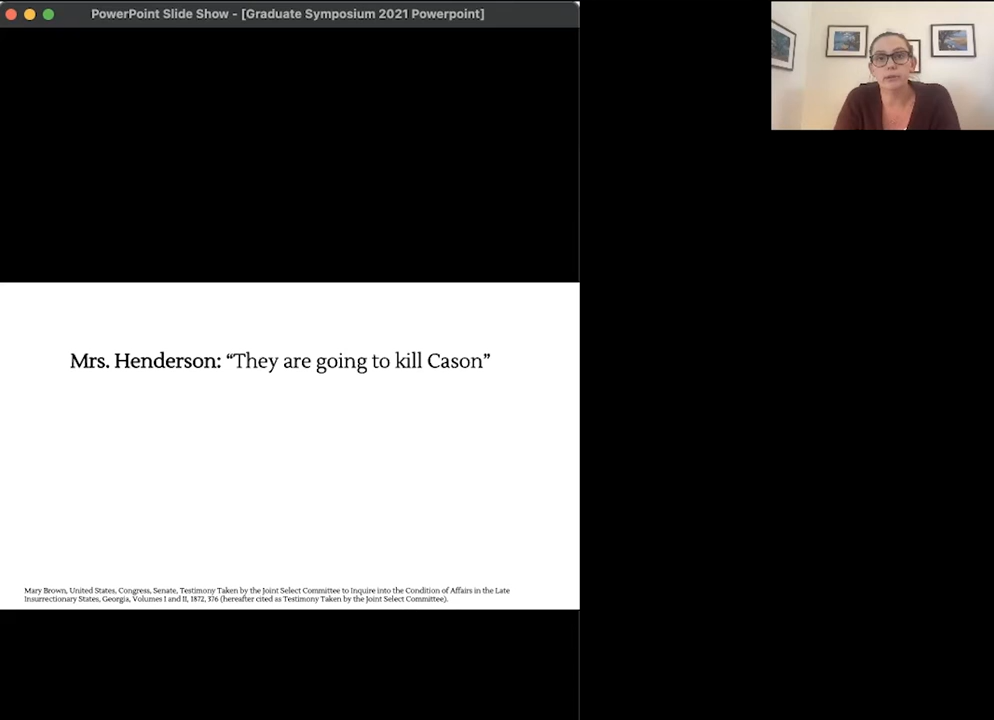 PowerPoint Slide Show - [Graduate Symposium 2021 Powerpoint]
Mrs. Henderson: “They are going to kill Cason”
Mary Brown, United States, Congress, Senate, Testimony Taken by the Joint Select Committee to Inquire into the Condition of Affairs in the Late
Insurrectionary States, Georgia, Volumes I and II, 1872, 376 (hereafter cited as Testimony Taken by the Joint Select Committee).